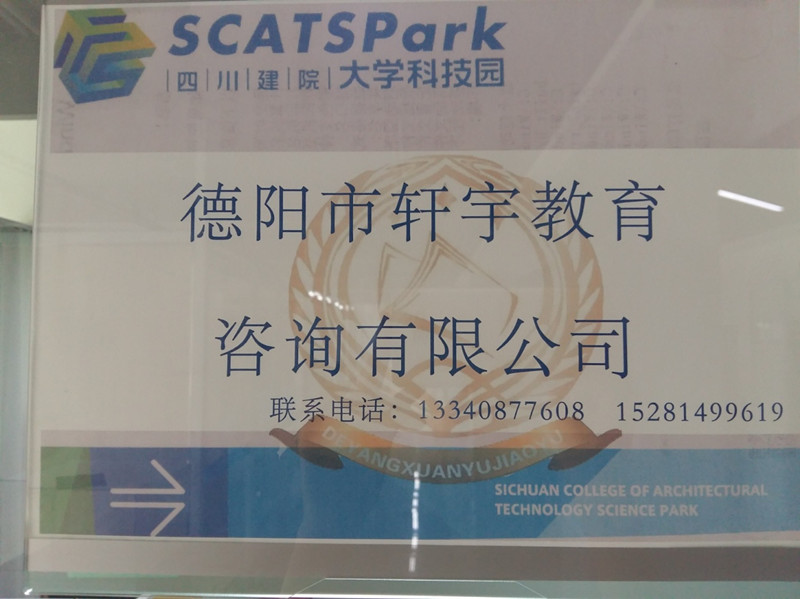 SCATSPark
四川建院 大学科技园
德阳市轩宇教育
咨询有限公司
联系电话：13340877608 15281499619
DEYANGXUANYUJIAOYU
SICHUAN COLLEGE OF ARCHITECTURAL
TECHNOLOGY SCIENCE PARK